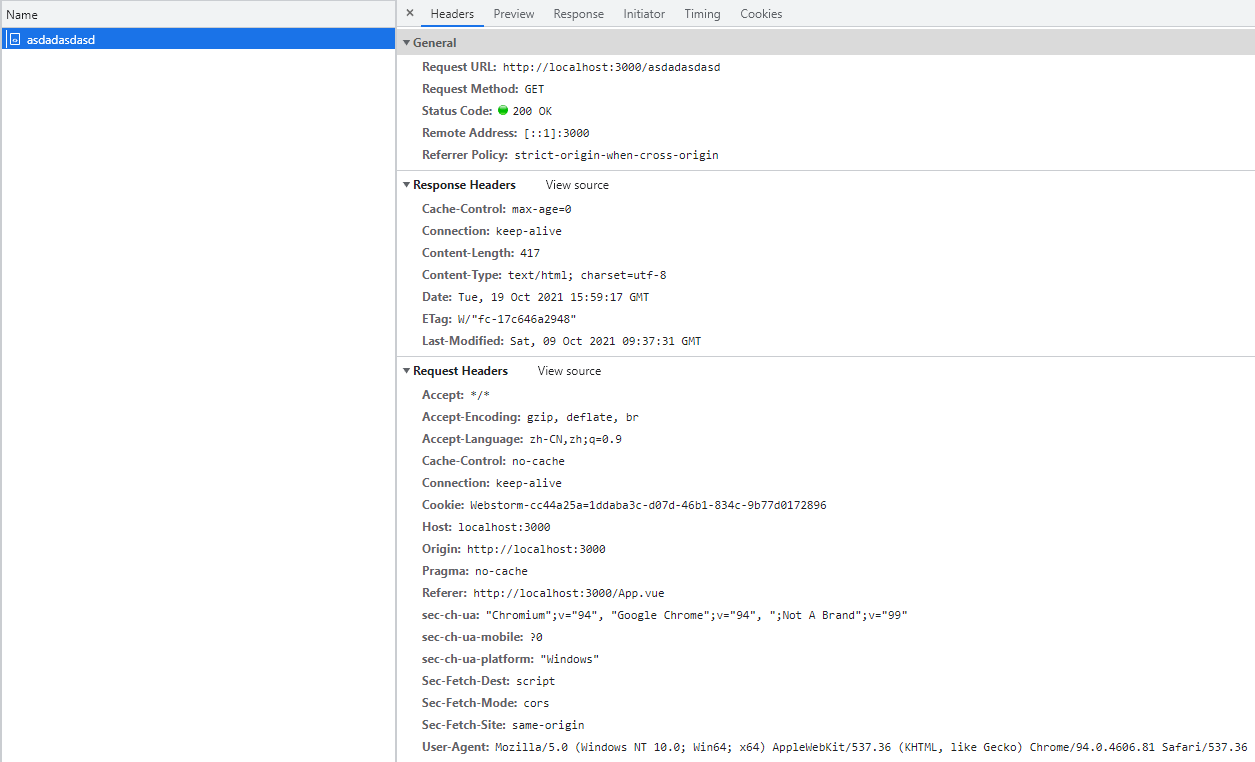 Name
asdadasdasd
× Headers Preview Response Initiator Timing Cookies
General
Request URL: http://localhost:3000/asdadasdasd
Request Method: GET
Status Code: 200 OK
Remote Address: [::1]:3000
Referrer Policy: strict-origin-when-cross-origin
Response Headers View source
Cache-Control: max-age=0
Connection: keep-alive
Content-Length: 417
Content-Type: text/html; charset=utf-8
Date: Tue, 19 Oct 2021 15:59:17 GMT
ETag: W/"fc-17c646a2948"
Last-Modified: Sat, 09 Oct 2021 09:37:31 GMT
Request Headers View source
Accept: */*
Accept-Encoding: gzip, deflate, br
Accept-Language: zh-CN,zh;q=0.9
Cache-Control: no-cache
Connection: keep-alive
Cookie: Webstorm-cc44a25a=1ddaba3c-d07d-46b1-834c-9b77d0172896
Host: localhost:3000
Origin: http://localhost:3000
Pragma: no-cache
Referer: http://localhost:3000/App.vue
sec-ch-ua: "Chromium";v="94", "Google Chrome";v="94", ";Not A Brand";v="99"
sec-ch-ua-mobile: ?0
sec-ch-ua-platform: "Windows"
Sec-Fetch-Dest: script
Sec-Fetch-Mode: cors
Sec-Fetch-Site: same-origin
User-Agent: Mozilla/5.0 (Windows NT 10.0; Win64; x64) AppleWebKit/537.36 (KHTML, like Gecko) Chrome/94.0.4606.81 Safari/537.36